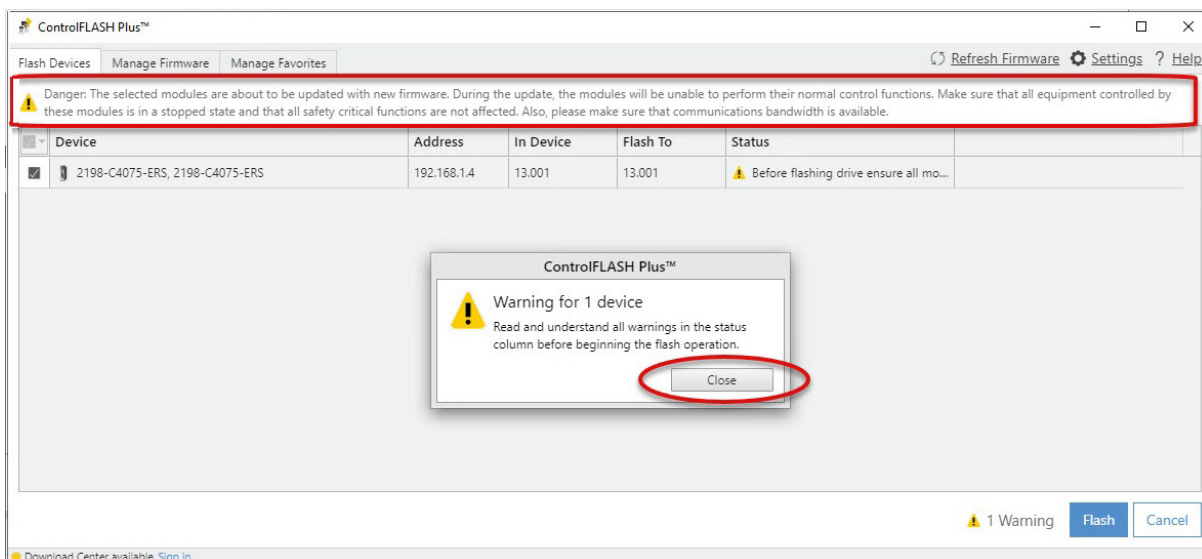 ControlFLASH Plus™
Flash Devices Manage Firmware Manage Favorites Refresh Firmware Settings ? Help
Danger: The selected modules are about to be updated with new firmware. During the update, the modules will be unable to perform their normal control functions. Make sure that all equipment controlled by
these modules is in a stopped state and that all safety critical functions are not affected. Also, please make sure that communications bandwidth is available.
Device Address In Device Flash To Status
2198-C4075-ERS, 2198-C4075-ERS 192.168.1.4 13.001 13.001 Before flashing drive ensure all mo...
ControlFLASH Plus™
Warning for 1 device
Read and understand all warnings in the status
column before beginning the flash operation.
Close
1 Warning Flash Cancel
Download Center available Sign in